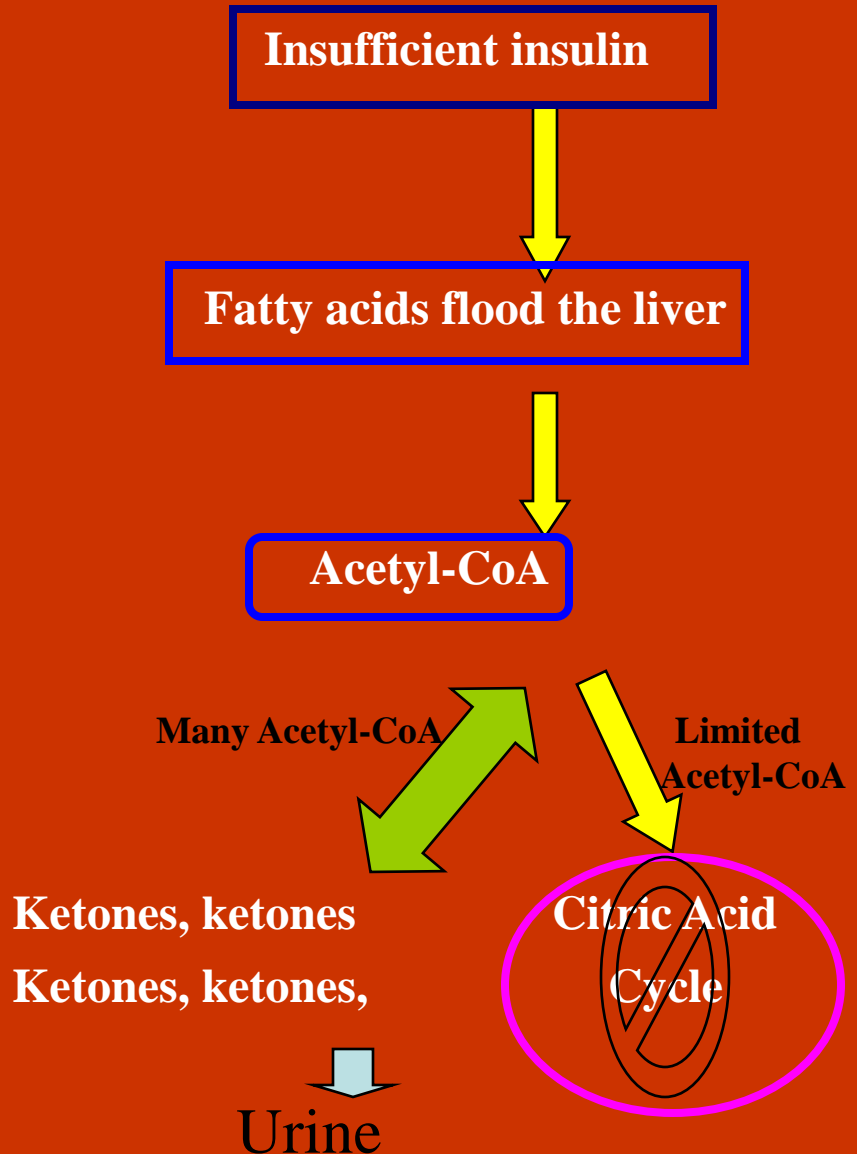 Insufficient insulin
Fatty acids flood the liver
Acetyl-CoA
Many Acetyl-CoA
Limited
Acetyl-CoA
Ketones, ketones
Ketones, ketones,
Citric Acid
Cycle
Urine